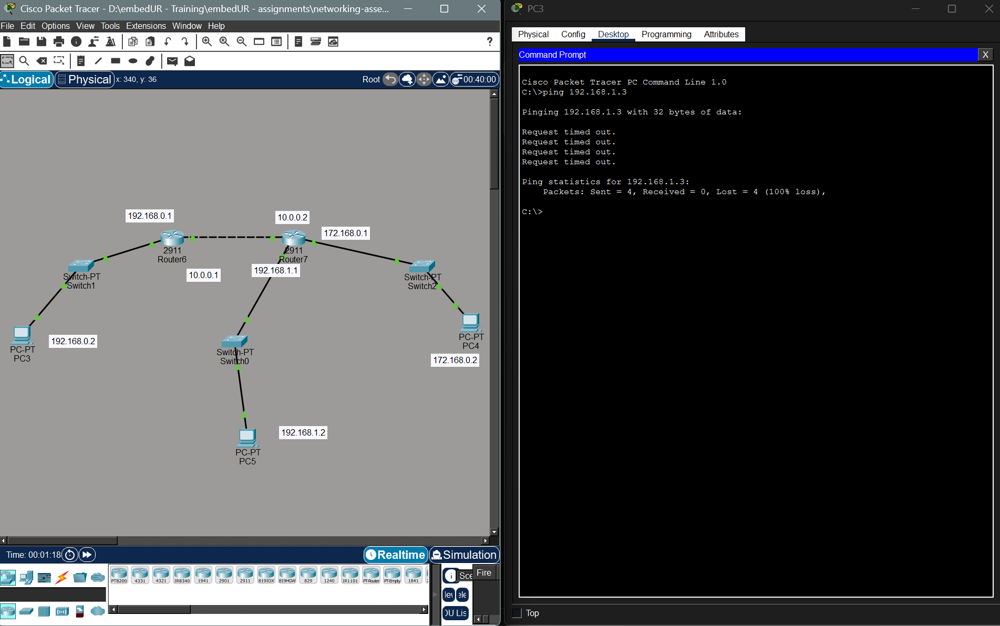 Cisco Packet Tracer - D:\embedUR - Training\embedUR - assignments\networking-asse...
File Edit Options View Tools Extensions Window Help
?
Logical Physical x: 340, y: 36 Root 00:40:00
192.168.0.1
10.0.0.2
172.168.0.1
2911
Router6
2911
Router7
192.168.1.1
10.0.0.1
Switch-PT
Switch1
Switch-PT
Switch2
PC-PT
PC3
192.168.0.2
Switch-PT
Switch0
PC-PT
PC4
172.168.0.2
192.168.1.2
PC-PT
PC5
Time: 00:01:18 Realtime Simulation
PT8200 4331 4321 IR8340 1941 2901 2911 819IOX 819HGW 829 1240 IR1101 PT-Router PT-Empty 1841
Sce Fire
ele
DU Lis
PC3
Physical Config Desktop Programming Attributes
Command Prompt X
Cisco Packet Tracer PC Command Line 1.0
C:\>ping 192.168.1.3
Pinging 192.168.1.3 with 32 bytes of data:
Request timed out.
Request timed out.
Request timed out.
Request timed out.
Ping statistics for 192.168.1.3:
Packets: Sent = 4, Received = 0, Lost = 4 (100% loss),
C:\>
Top